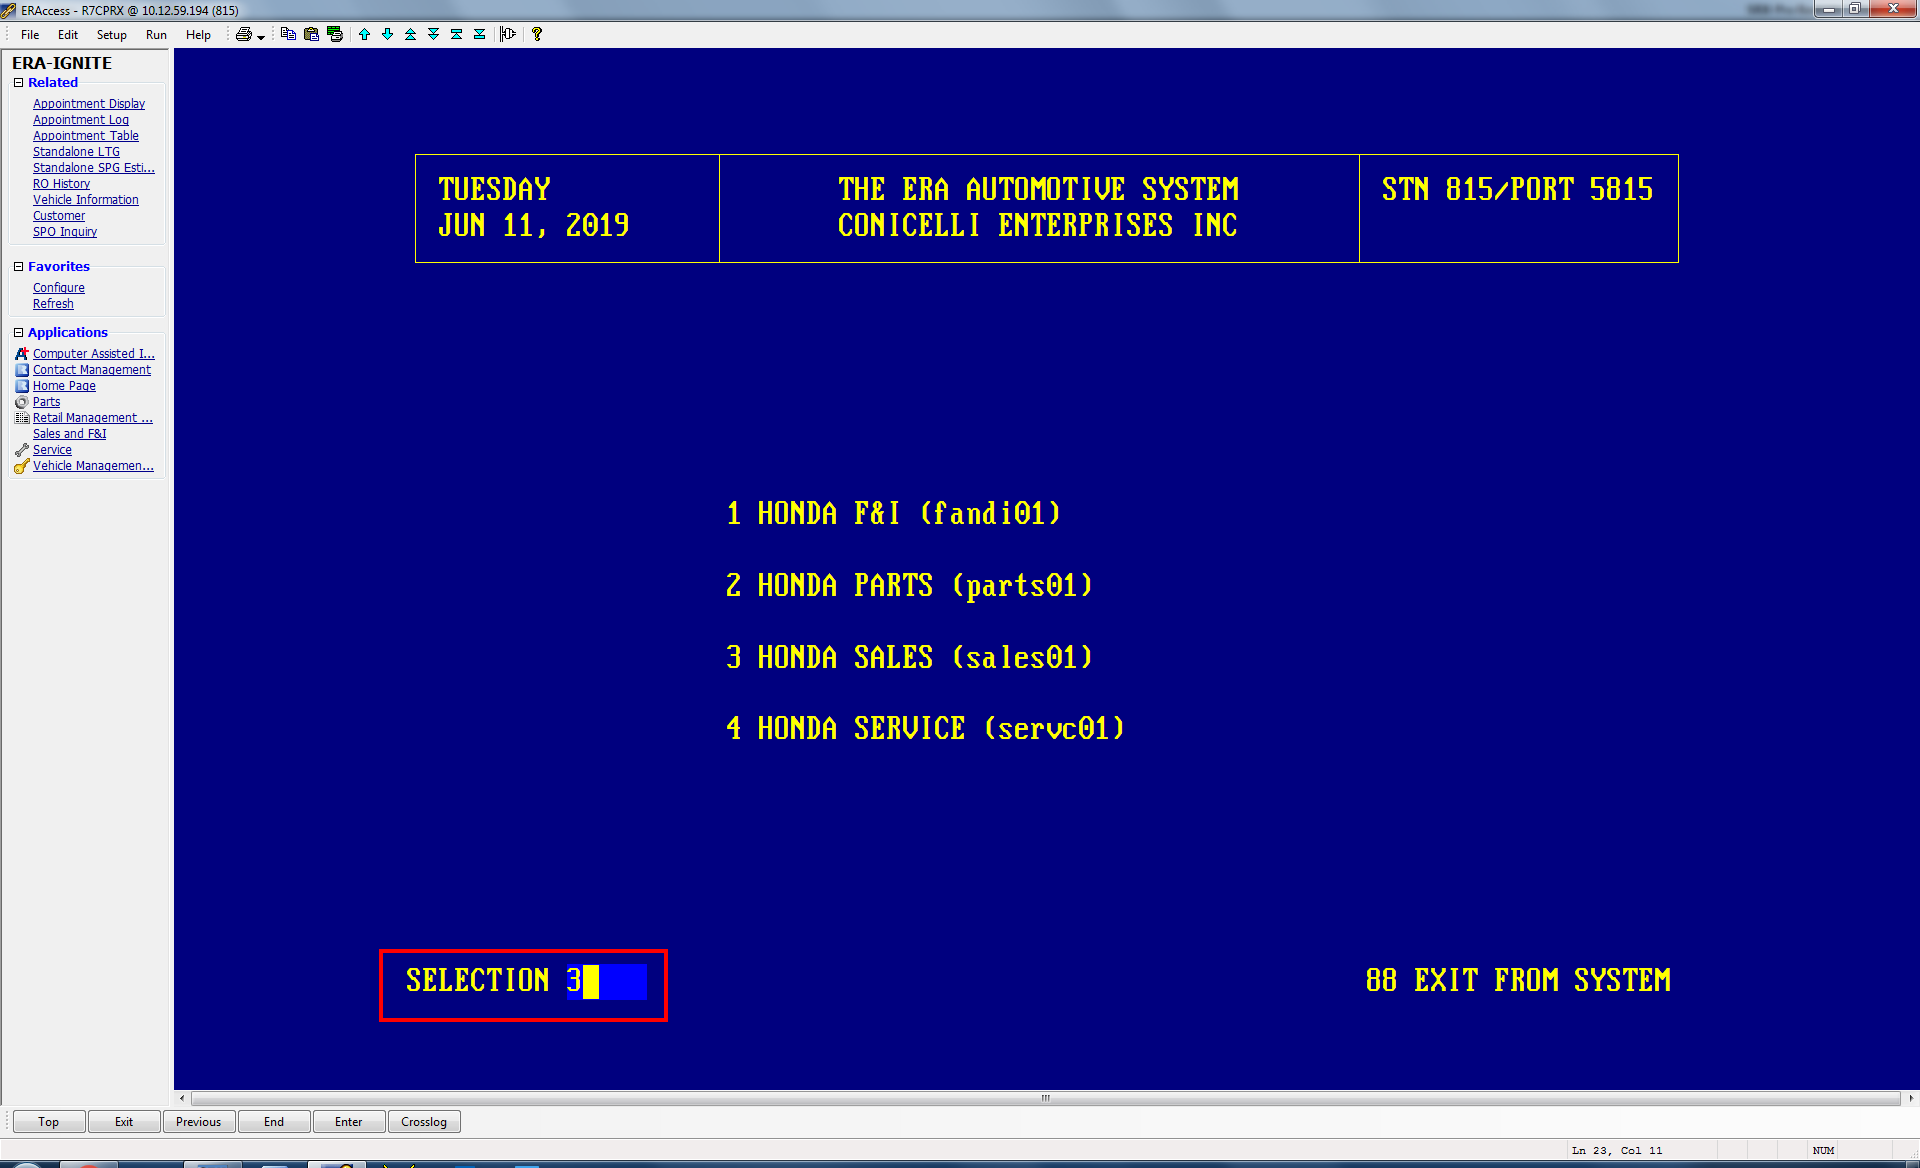 ERAccess - R7CPRX @ 10.12.59.194 (815)
File Edit Setup Run Help
ERA-IGNITE
Related
Appointment Display
Appointment Log
Appointment Table
Standalone LTG
Standalone SPG Esti...
RO History
Vehicle Information
Customer
SPO Inquiry
Favorites
Configure
Refresh
Applications
Computer Assisted I...
Contact Management
Home Page
Parts
Retail Management ...
Sales and F&I
Service
Vehicle Managemen...
TUESDAY
JUN 11, 2019
THE ERA AUTOMOTIVE SYSTEM
CONICELLI ENTERPRISES INC
STN 815/PORT 5815
1 HONDA F&I (fandi01)
2 HONDA PARTS (parts01)
3 HONDA SALES (sales01)
4 HONDA SERVICE (servc01)
SELECTION 3
88 EXIT FROM SYSTEM
Top Exit Previous End Enter Crosslog
Ln 23, Col 11 NUM